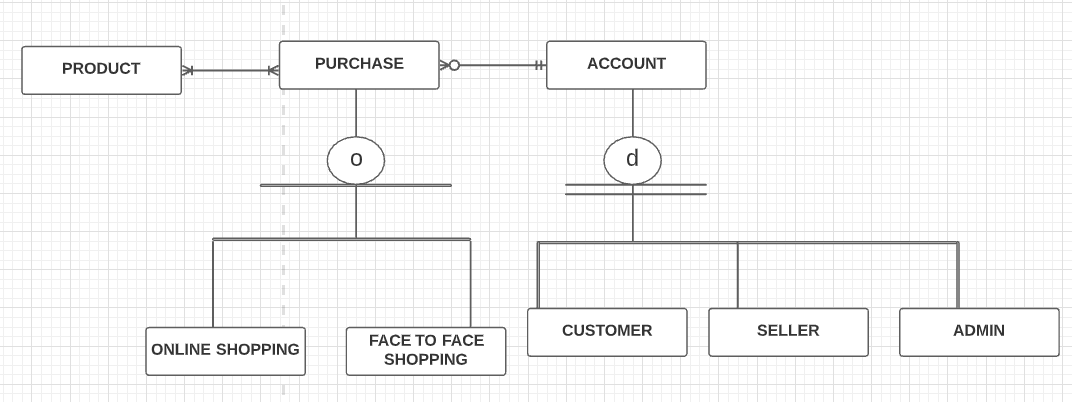 PRODUCT
PURCHASE
ACCOUNT
o
d
ONLINE SHOPPING
FACE TO FACE
SHOPPING
CUSTOMER
SELLER
ADMIN